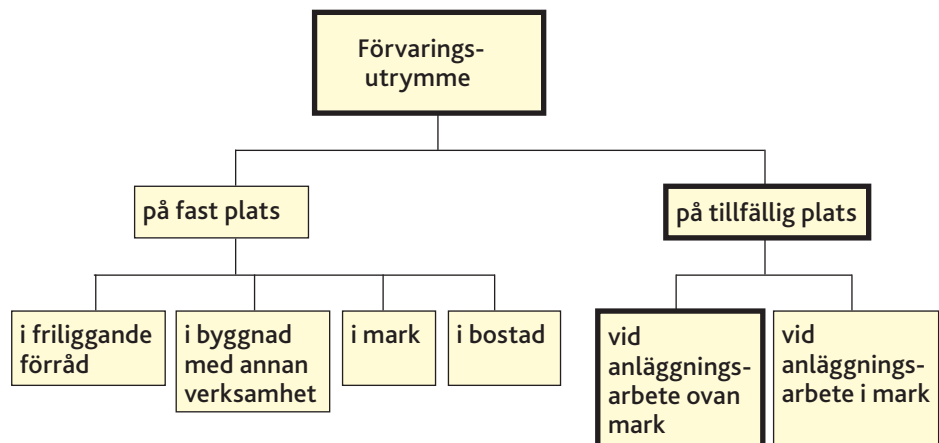 Förvarings-
utrymme
på fast plats
på tillfällig plats
i friliggande
förråd
i byggnad
med annan
verksamhet
i mark
i bostad
vid
anläggnings-
arbete ovan
mark
vid
anläggnings-
arbete i mark